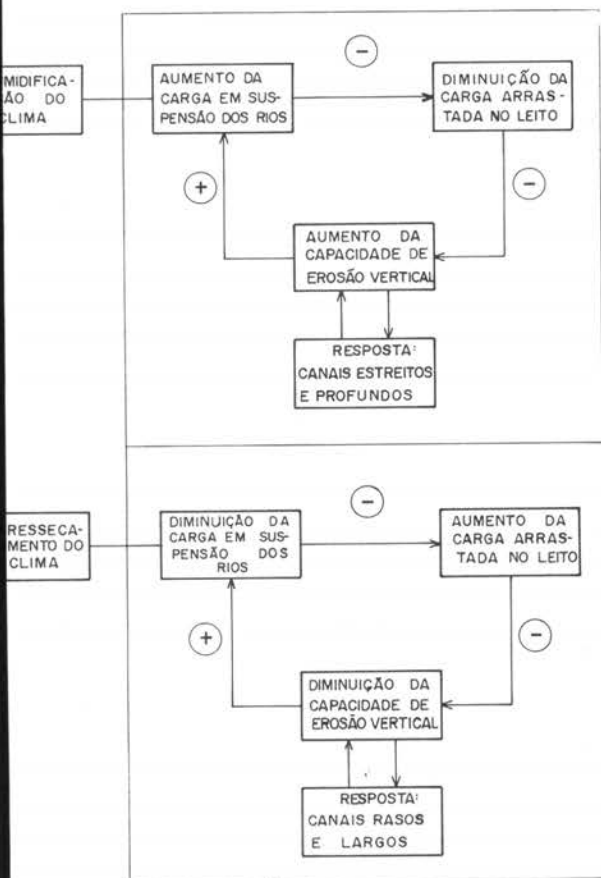 MIDIFICA-
ÃO DO
CLIMA
AUMENTO DA
CARGA EM SUS-
PENSÃO DOS RIOS
−
DIMINUIÇÃO DA
CARGA ARRAS-
TADA NO LEITO
+
−
AUMENTO DA
CAPACIDADE DE
EROSÃO VERTICAL
RESPOSTA:
CANAIS ESTREITOS
E PROFUNDOS
RESSECA-
MENTO DO
CLIMA
DIMINUIÇÃO DA
CARGA EM SUS-
PENSÃO DOS
RIOS
−
AUMENTO DA
CARGA ARRAS-
TADA NO LEITO
+
−
DIMINUIÇÃO DA
CAPACIDADE DE
EROSÃO VERTICAL
RESPOSTA:
CANAIS RASOS
E LARGOS